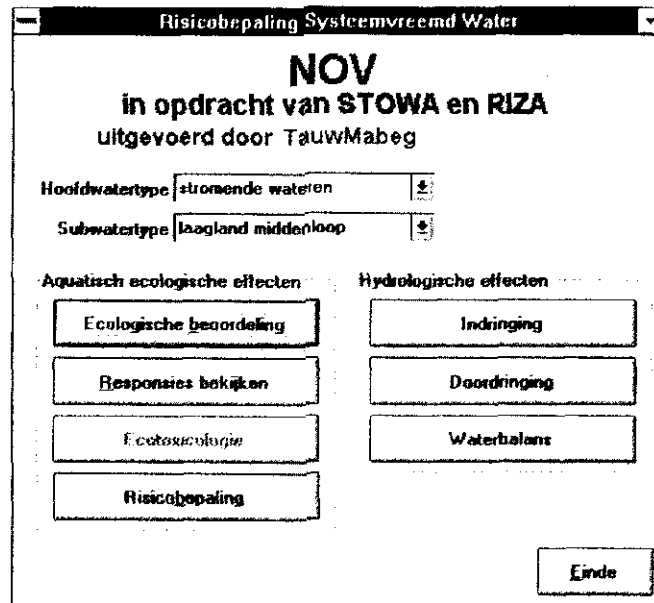 Risicobepaling Systeemvreemd Water
NOV
in opdracht van STOWA en RIZA
uitgevoerd door TauwMabeg
Hoofdwatertype stromende wateren
Subwatertype laagland middenloop
Aquatisch ecologische effecten
Ecologische beoordeling
Responsies bekijken
Ecotoxicologie
Risicobepaling
Hydrologische effecten
Indringing
Doordringing
Waterbalans
Einde